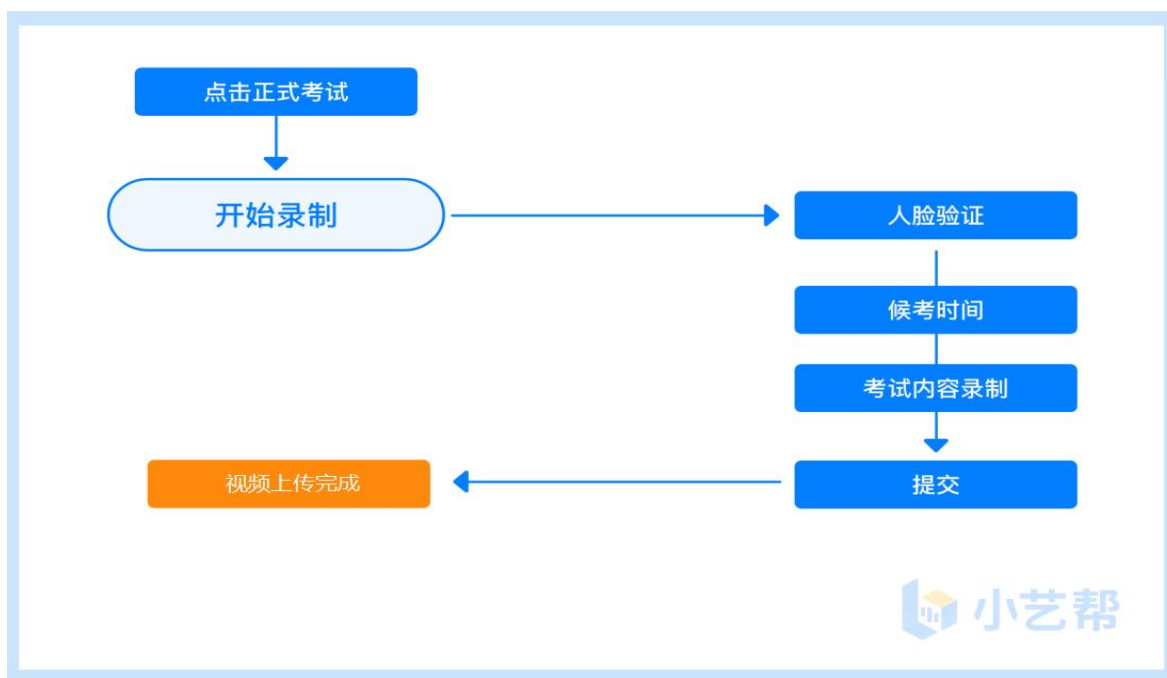 点击正式考试
开始录制
人脸验证
候考时间
考试内容录制
提交
视频上传完成
小艺帮